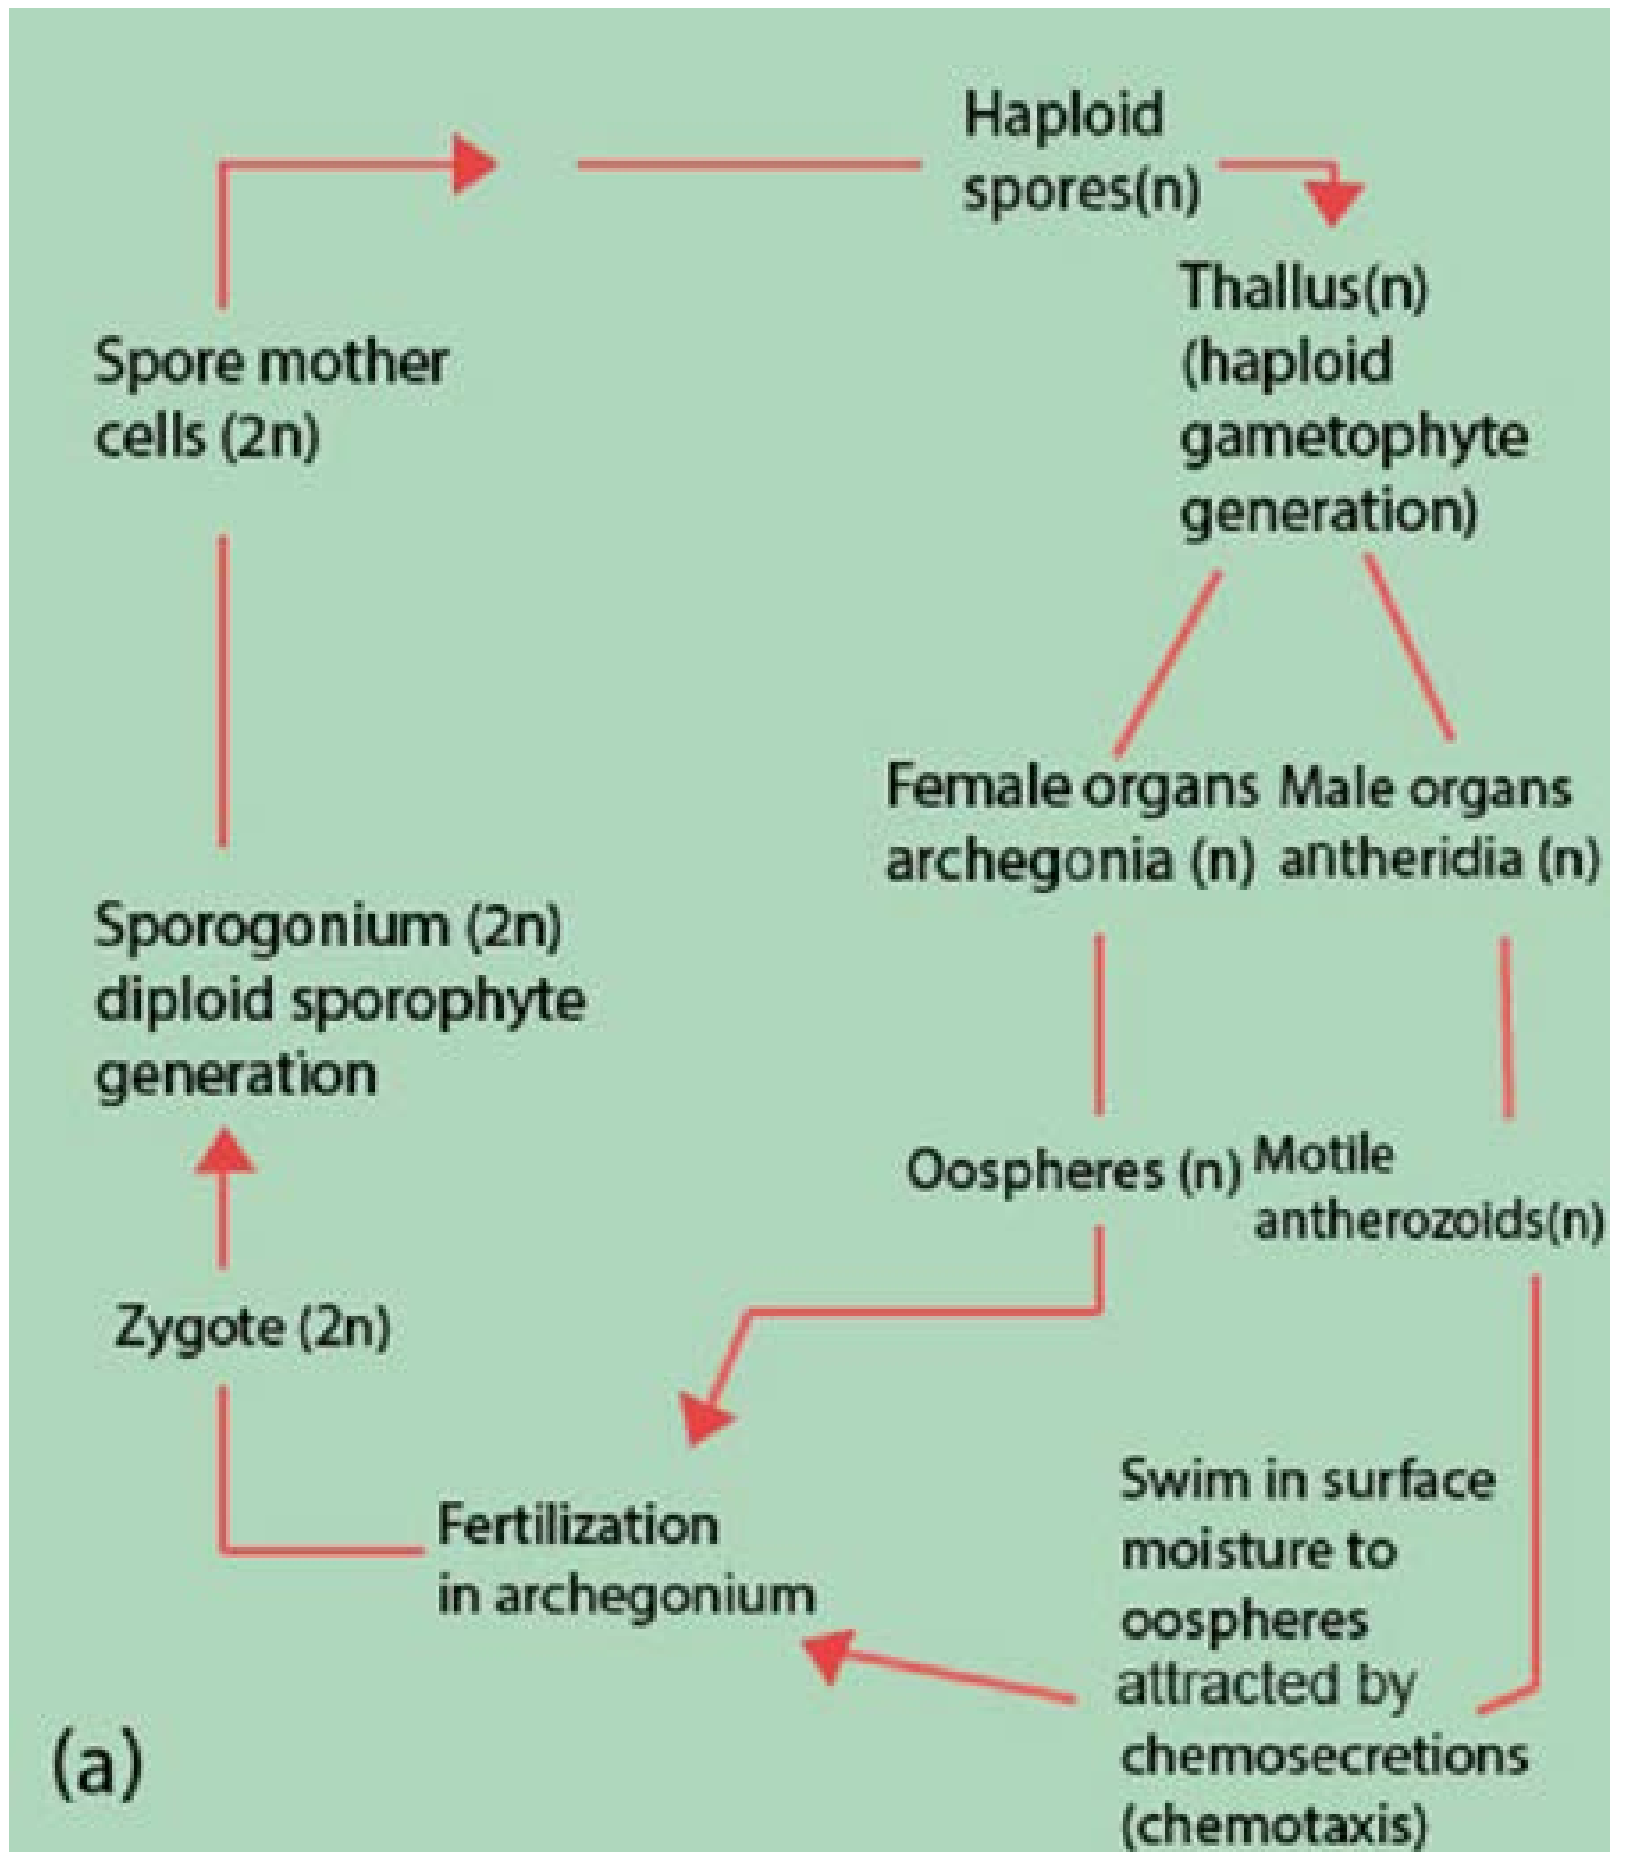 Haploid
spores(n)
Thallus(n)
(haploid
gametophyte
generation)
Spore mother
cells (2n)
Female organs
archegonia (n)
Male organs
antheridia (n)
Sporogonium (2n)
diploid sporophyte
generation
Oospheres (n)
Motile
antherozoids(n)
Zygote (2n)
Swim in surface
moisture to
oospheres
attracted by
chemosecretions
(chemotaxis)
Fertilization
in archegonium
(a)